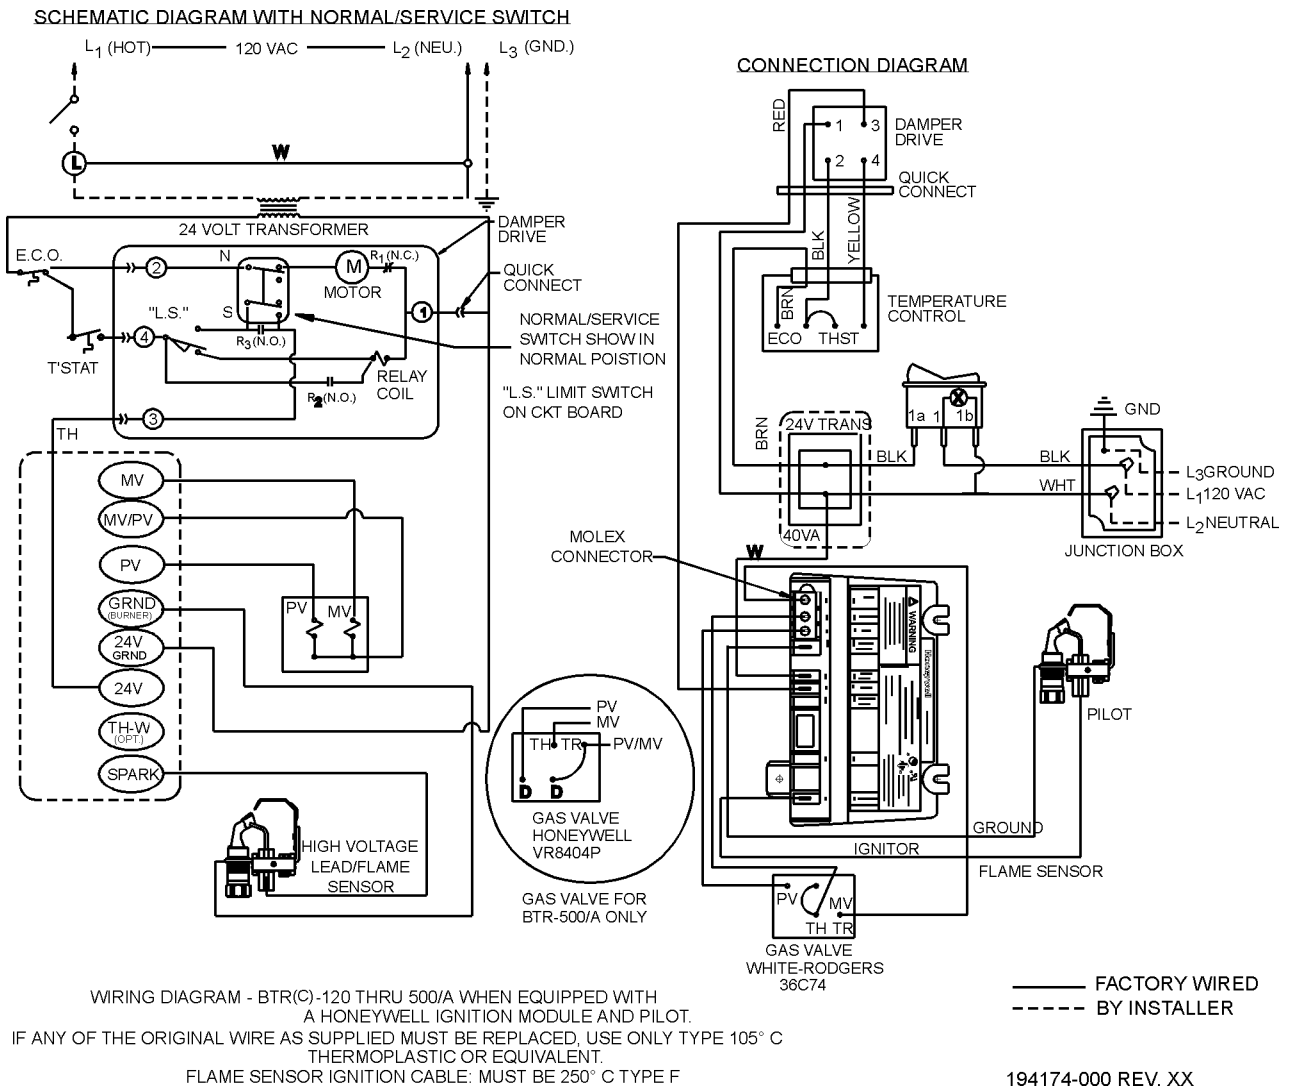 SCHEMATIC DIAGRAM WITH NORMAL/SERVICE SWITCH
L1 (HOT) 120 VAC L2 (NEU.) L3 (GND.)
L
W
24 VOLT TRANSFORMER
DAMPER
DRIVE
E.C.O.
2
N
M
MOTOR
R1 (N.C.)
QUICK
CONNECT
"L.S."
S
1
4
R3 (N.O.)
NORMAL/SERVICE
SWITCH SHOW IN
NORMAL POISTION
T'STAT
RELAY
COIL
R2 (N.O.)
"L.S." LIMIT SWITCH
ON CKT BOARD
3
TH
MV
MV/PV
PV
GRND
(BURNER)
24V
GRND
24V
TH-W
(OPT.)
SPARK
PV MV
HIGH VOLTAGE
LEAD/FLAME
SENSOR
PV
MV
TH TR PV/MV
D D
GAS VALVE
HONEYWELL
VR8404P
GAS VALVE FOR
BTR-500/A ONLY
CONNECTION DIAGRAM
RED
1 3
2 4
DAMPER
DRIVE
QUICK
CONNECT
BLK
YELLOW
BRN
TEMPERATURE
CONTROL
ECO THST
1a 1 1b
BRN
24V TRANS
BLK
40VA
GND
BLK
WHT
L3GROUND
L1120 VAC
L2NEUTRAL
JUNCTION BOX
MOLEX
CONNECTOR
W
WARNING
Honeywell
PILOT
GROUND
IGNITOR
FLAME SENSOR
PV
MV
TH TR
GAS VALVE
WHITE-RODGERS
36C74
WIRING DIAGRAM - BTR(C)-120 THRU 500/A WHEN EQUIPPED WITH
A HONEYWELL IGNITION MODULE AND PILOT.
IF ANY OF THE ORIGINAL WIRE AS SUPPLIED MUST BE REPLACED, USE ONLY TYPE 105° C
THERMOPLASTIC OR EQUIVALENT.
FLAME SENSOR IGNITION CABLE: MUST BE 250° C TYPE F
FACTORY WIRED
BY INSTALLER
194174-000 REV. XX